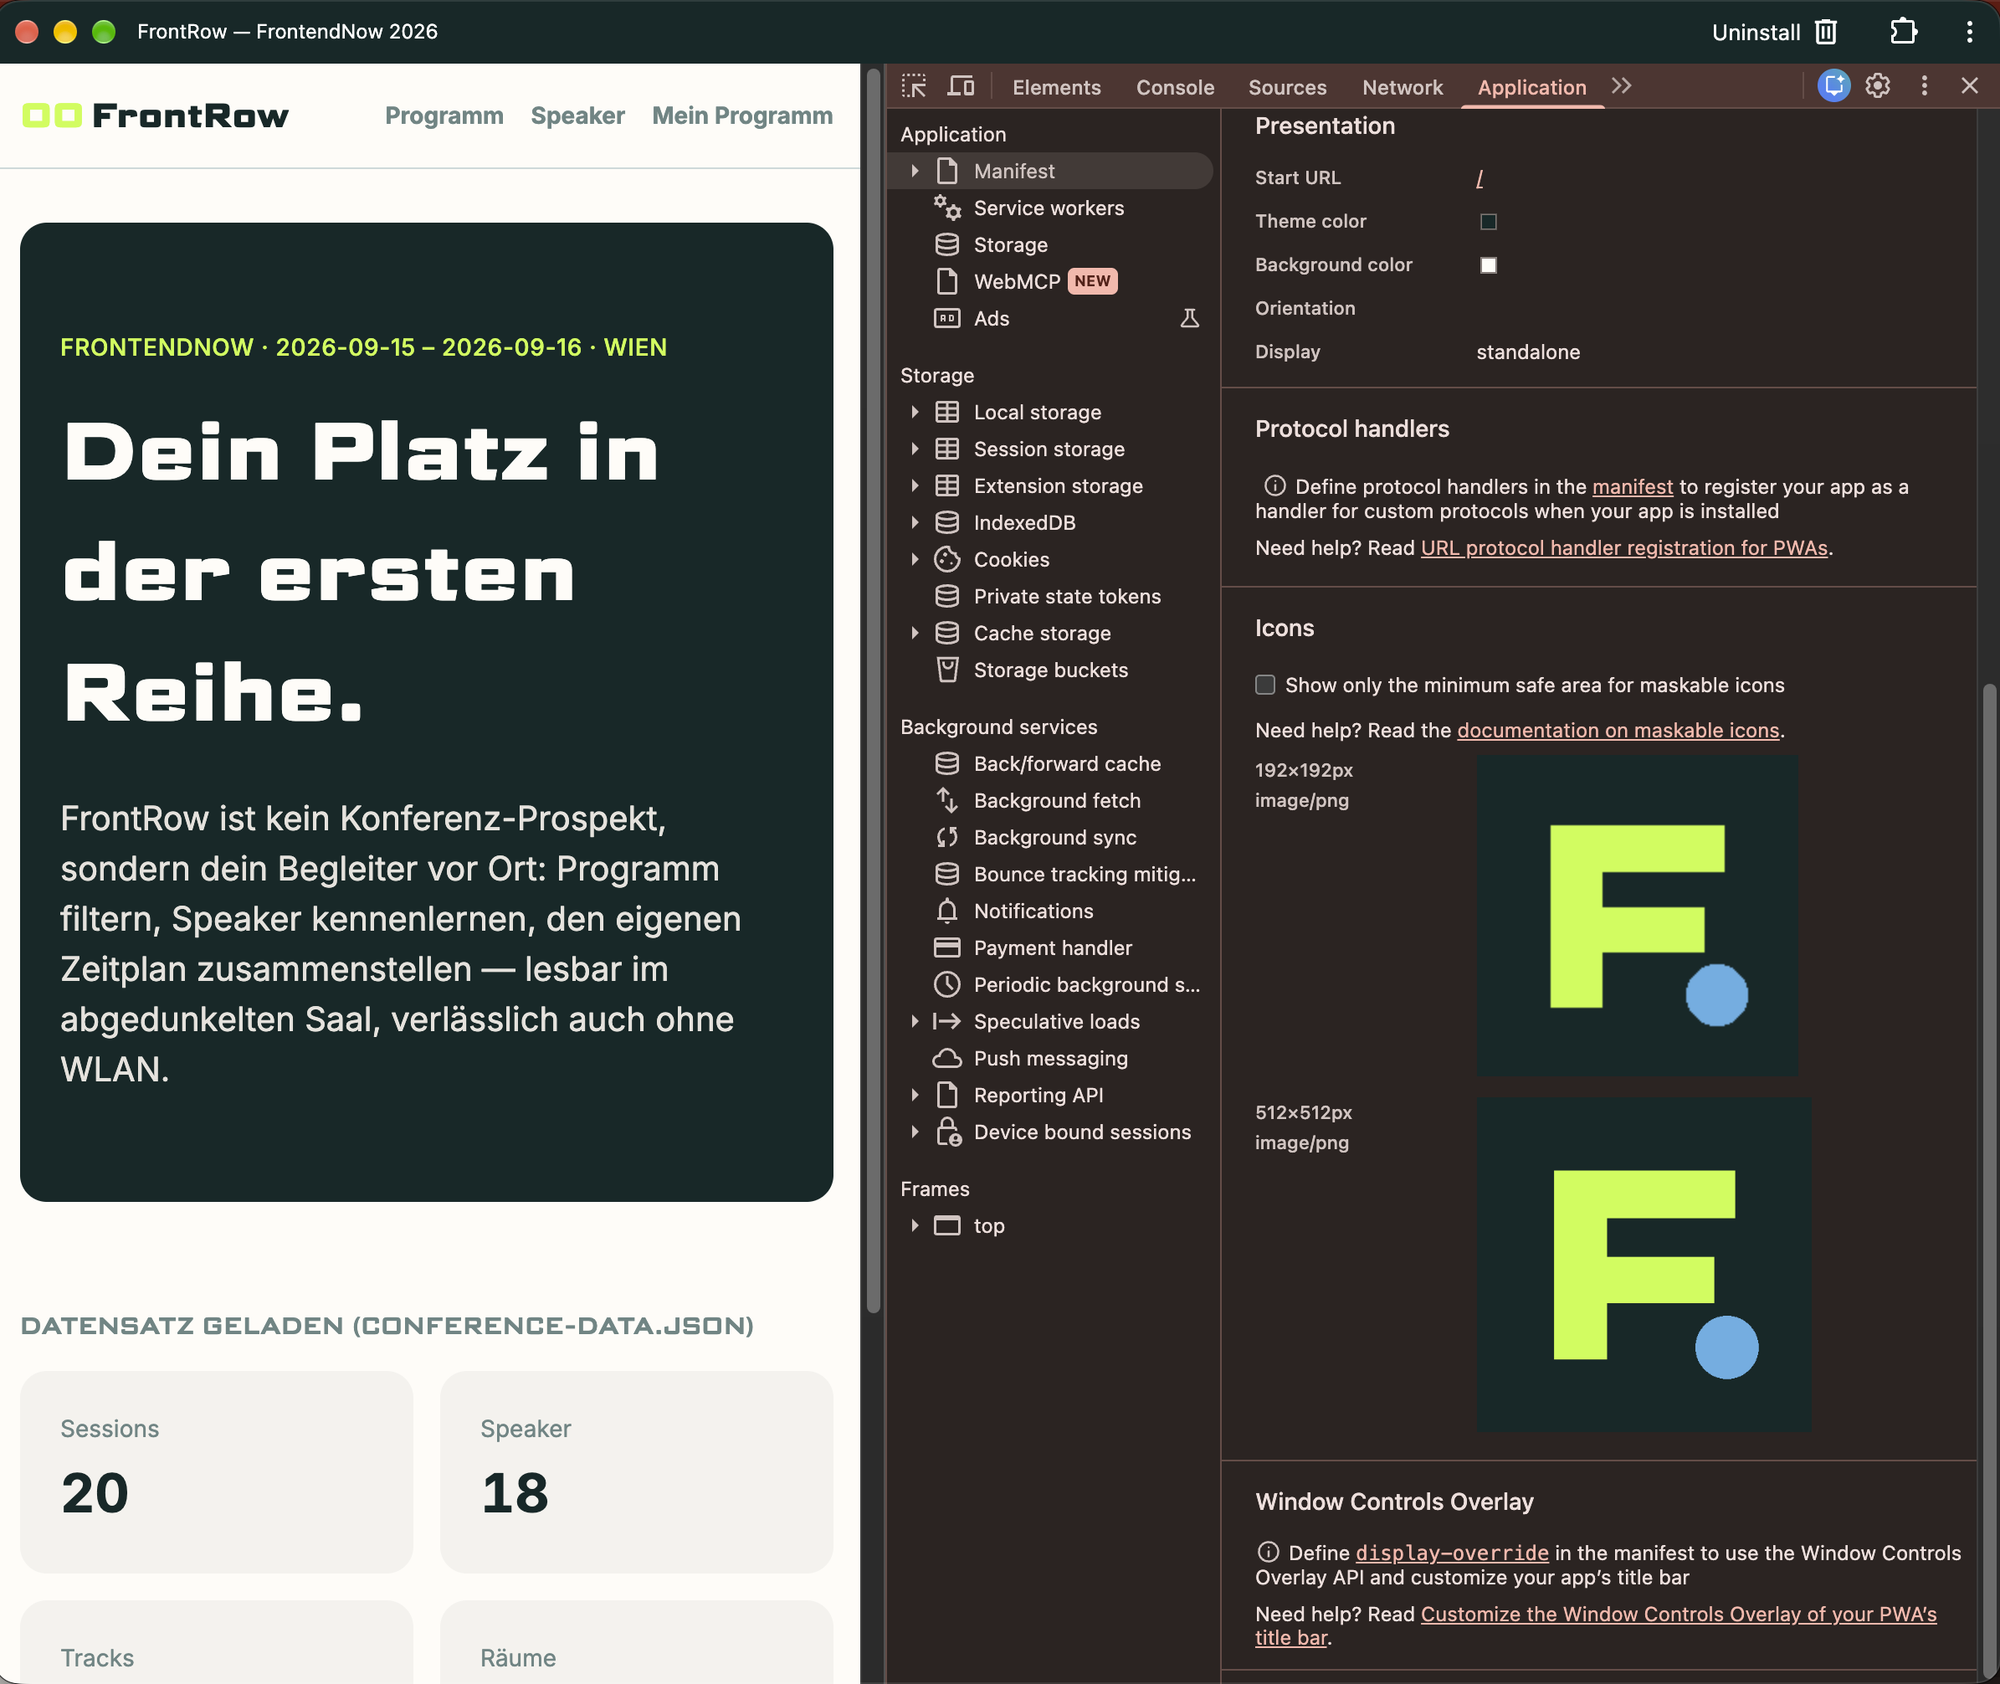 FrontRow — FrontendNow 2026
Uninstall
FrontRow
Programm
Speaker
Mein Programm
FRONTENDNOW · 2026-09-15 – 2026-09-16 · WIEN
Dein Platz in
der ersten
Reihe.
FrontRow ist kein Konferenz-Prospekt,
sondern dein Begleiter vor Ort: Programm
filtern, Speaker kennenlernen, den eigenen
Zeitplan zusammenstellen — lesbar im
abgedunkelten Saal, verlässlich auch ohne
WLAN.
DATENSATZ GELADEN (CONFERENCE-DATA.JSON)
Sessions
20
Speaker
18
Tracks
Räume
Elements
Console
Sources
Network
Application
Application
Manifest
Service workers
Storage
WebMCP NEW
Ads
Storage
Local storage
Session storage
Extension storage
IndexedDB
Cookies
Private state tokens
Cache storage
Storage buckets
Background services
Back/forward cache
Background fetch
Background sync
Bounce tracking mitig...
Notifications
Payment handler
Periodic background s...
Speculative loads
Push messaging
Reporting API
Device bound sessions
Frames
top
Presentation
Start URL /
Theme color
Background color
Orientation
Display standalone
Protocol handlers
Define protocol handlers in the manifest to register your app as a
handler for custom protocols when your app is installed
Need help? Read URL protocol handler registration for PWAs.
Icons
Show only the minimum safe area for maskable icons
Need help? Read the documentation on maskable icons.
192×192px
image/png
F
512×512px
image/png
F
Window Controls Overlay
Define display-override in the manifest to use the Window Controls
Overlay API and customize your app's title bar
Need help? Read Customize the Window Controls Overlay of your PWA's
title bar.